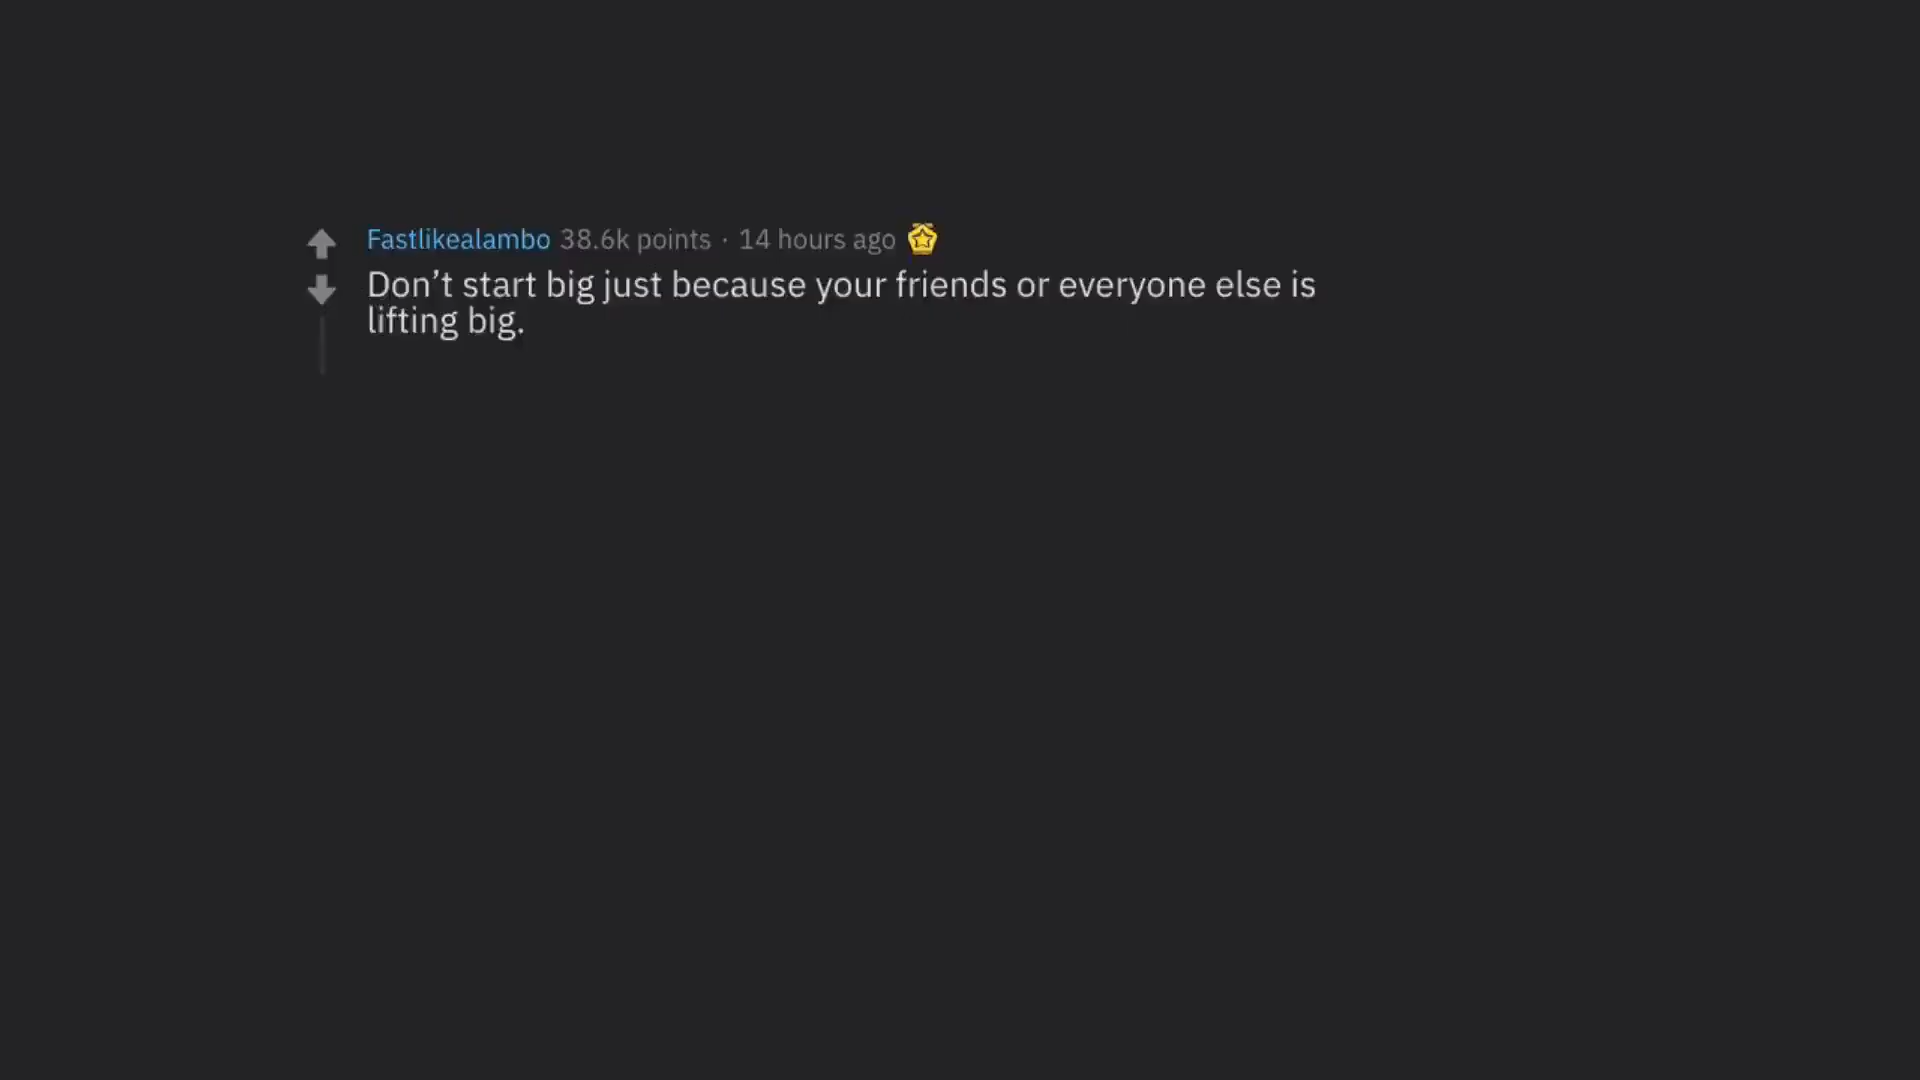 Fastlikealambo 38.6k points · 14 hours ago
Don’t start big just because your friends or everyone else is
lifting big.